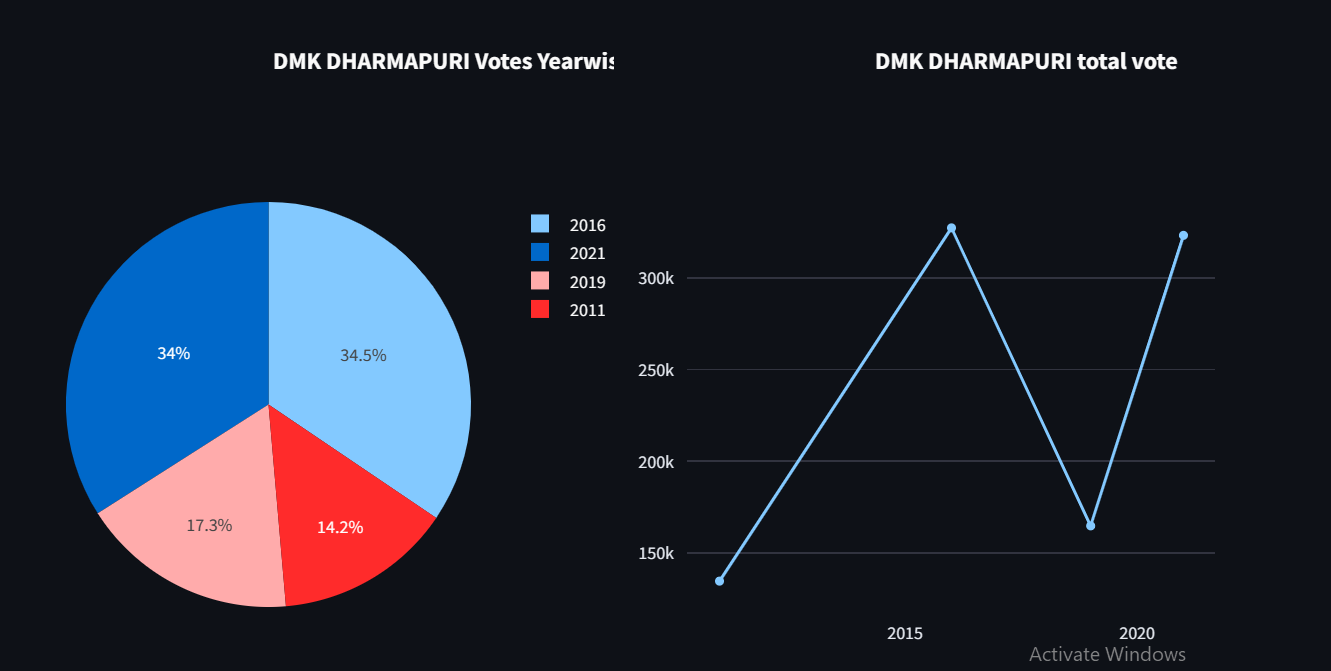 DMK DHARMAPURI Votes Yearwis
2016
2021
2019
2011
34%
34.5%
17.3%
14.2%
DMK DHARMAPURI total vote
300k
250k
200k
150k
2015
2020
Activate Windows